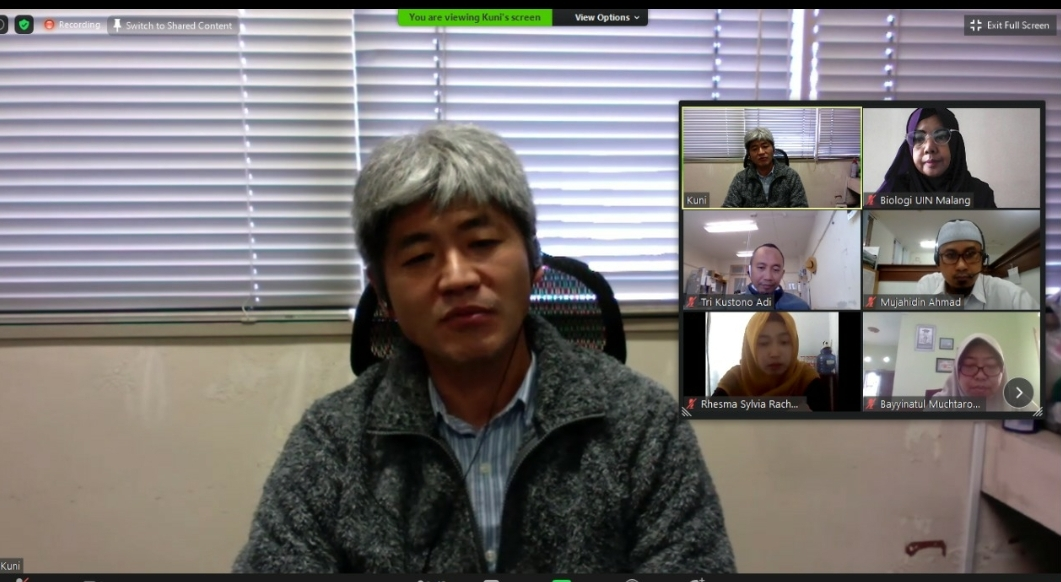 Recording
Switch to Shared Content
You are viewing Kuni's screen
View Options
Exit Full Screen
Kuni
Biologi UIN Malang
Tri Kustono Adi
Mujahidin Ahmad
Rhesma Sylvia Rach...
Bayyinatul Muchtaro...
Kuni